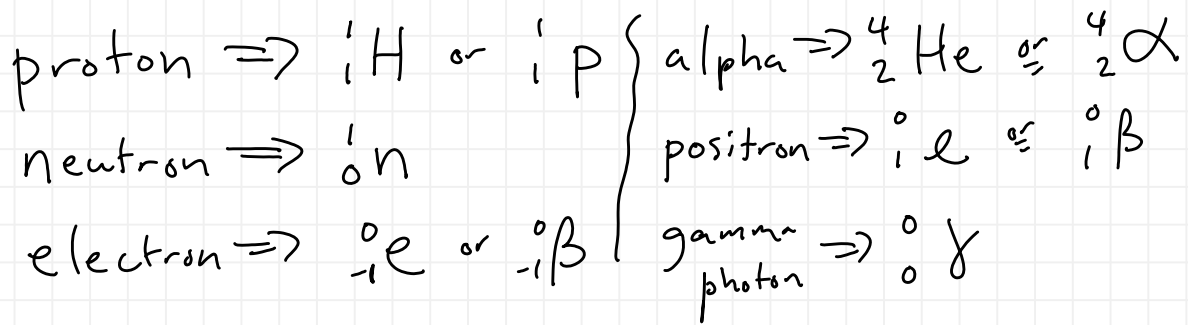 proton ⇒ ¹₁H or ¹₁p
neutron ⇒ ¹₀n
electron ⇒ ⁰₋₁e or ⁰₋₁β
alpha ⇒ ⁴₂He or ⁴₂α
positron ⇒ ⁰₁e or ⁰₁β
gamma photon ⇒ ⁰₀γ